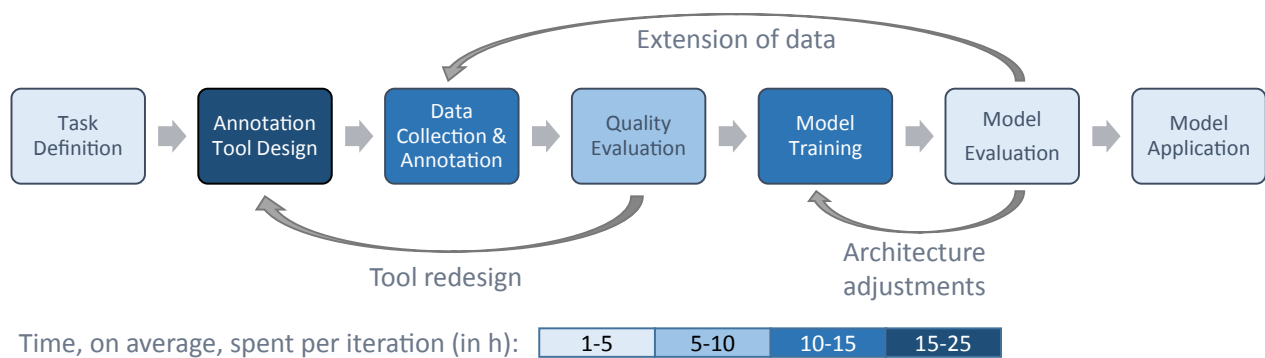 Extension of data
Task
Definition
Annotation
Tool Design
Data
Collection &
Annotation
Quality
Evaluation
Model
Training
Model
Evaluation
Model
Application
Tool redesign
Architecture
adjustments
Time, on average, spent per iteration (in h):
1-5
5-10
10-15
15-25